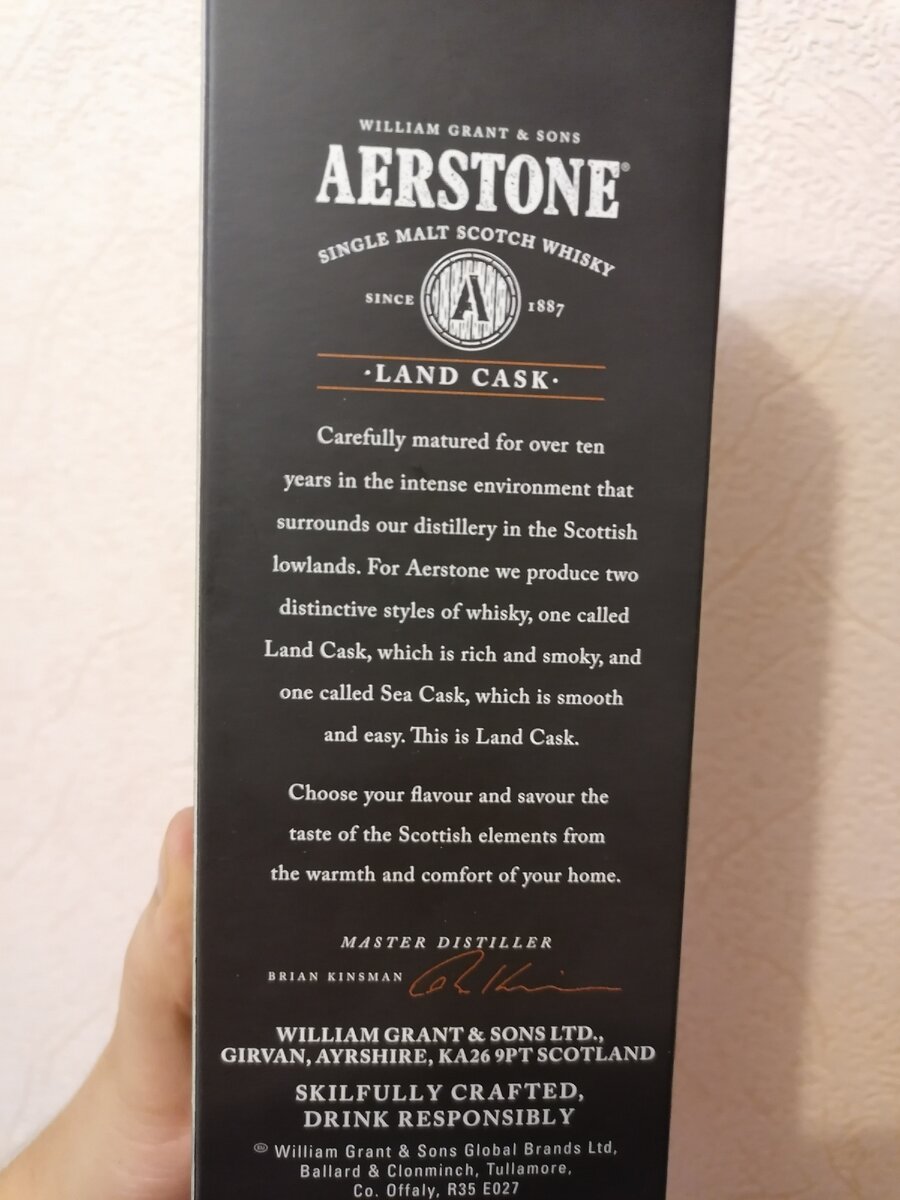 WILLIAM GRANT & SONS
AERSTONE®
SINGLE MALT SCOTCH WHISKY
SINCE A 1887
·LAND CASK·
Carefully matured for over ten
years in the intense environment that
surrounds our distillery in the Scottish
lowlands. For Aerstone we produce two
distinctive styles of whisky, one called
Land Cask, which is rich and smoky, and
one called Sea Cask, which is smooth
and easy. This is Land Cask.
Choose your flavour and savour the
taste of the Scottish elements from
the warmth and comfort of your home.
MASTER DISTILLER
BRIAN KINSMAN
WILLIAM GRANT & SONS LTD.,
GIRVAN, AYRSHIRE, KA26 9PT SCOTLAND
SKILFULLY CRAFTED,
DRINK RESPONSIBLY
William Grant & Sons Global Brands Ltd,
Ballard & Clonminch, Tullamore,
Co. Offaly, R35 E027